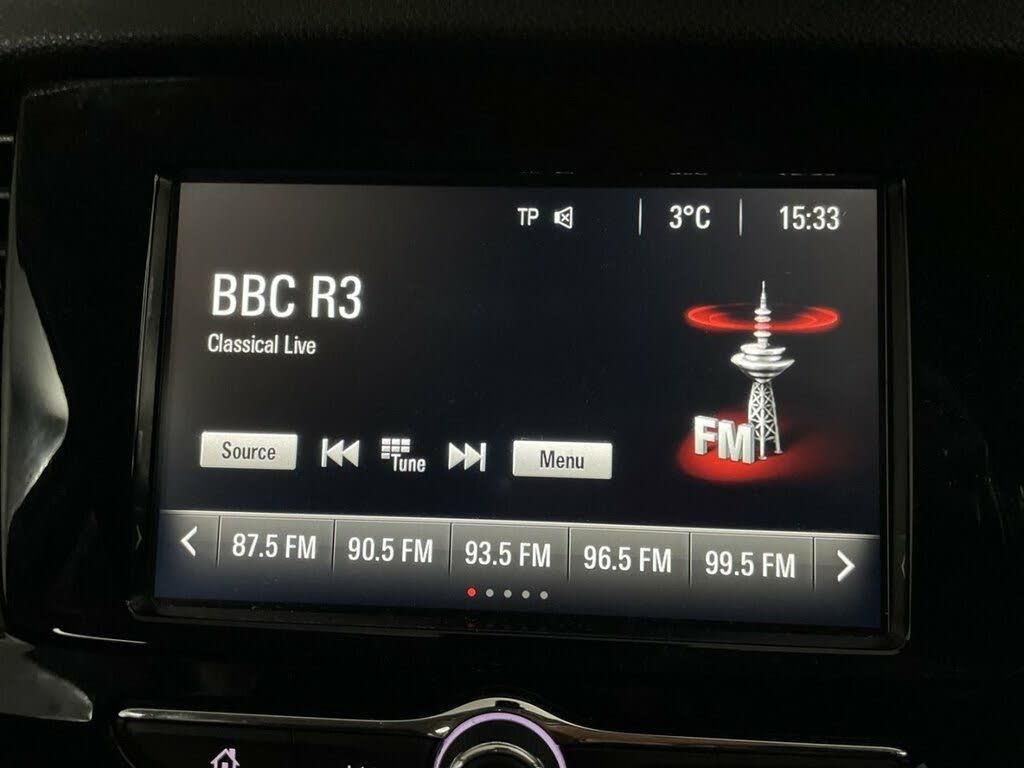 TP 3°C 15:33
BBC R3
Classical Live
FM
Source Tune Menu
87.5 FM 90.5 FM 93.5 FM 96.5 FM 99.5 FM